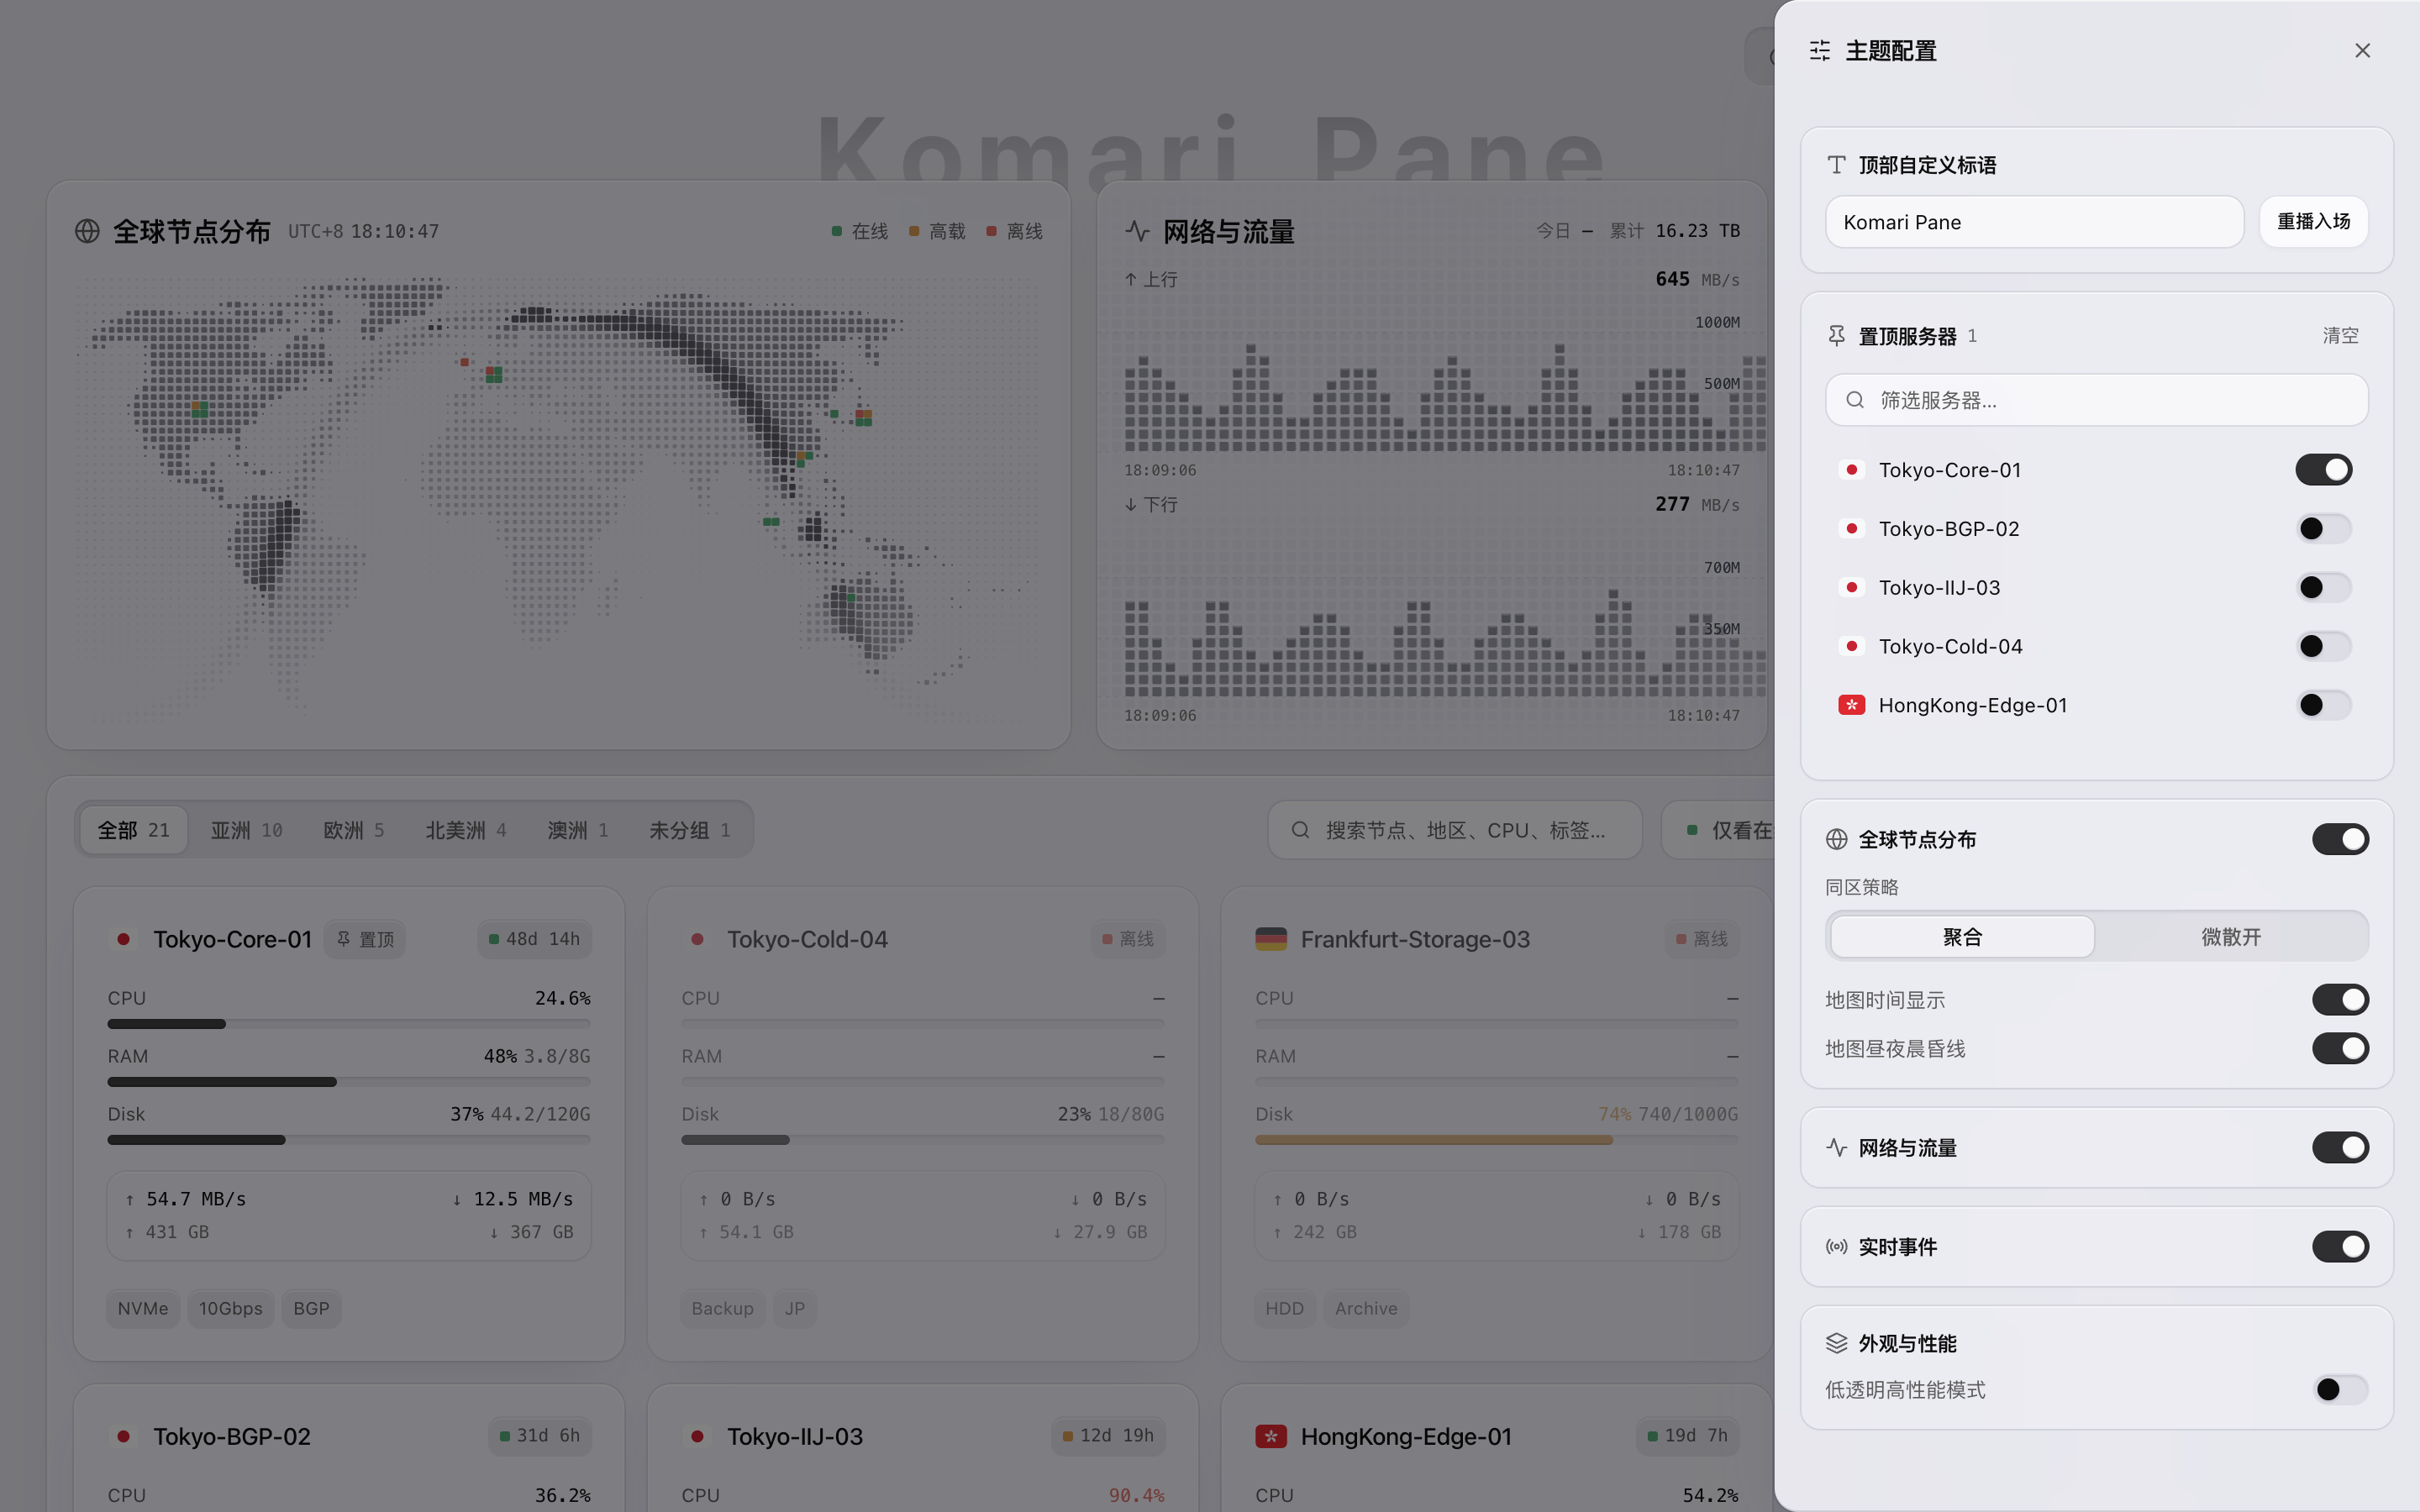 Komari Pane
全球节点分布 UTC+8 18:10:47 在线 高载 离线
网络与流量 今日 — 累计 16.23 TB
↑ 上行 645 MB/s
1000M
500M
18:09:06 18:10:47
↓ 下行 277 MB/s
700M
350M
18:09:06 18:10:47
全部 21 亚洲 10 欧洲 5 北美洲 4 澳洲 1 未分组 1
搜索节点、地区、CPU、标签...
仅看在
Tokyo-Core-01 置顶 48d 14h
CPU 24.6%
RAM 48% 3.8/8G
Disk 37% 44.2/120G
↑ 54.7 MB/s ↓ 12.5 MB/s
↑ 431 GB ↓ 367 GB
NVMe 10Gbps BGP
Tokyo-Cold-04 离线
CPU —
RAM —
Disk 23% 18/80G
↑ 0 B/s ↓ 0 B/s
↑ 54.1 GB ↓ 27.9 GB
Backup JP
Frankfurt-Storage-03 离线
CPU —
RAM —
Disk 74% 740/1000G
↑ 0 B/s ↓ 0 B/s
↑ 242 GB ↓ 178 GB
HDD Archive
Tokyo-BGP-02 31d 6h
CPU 36.2%
Tokyo-IIJ-03 12d 19h
CPU 90.4%
HongKong-Edge-01 19d 7h
CPU 54.2%
主题配置
顶部自定义标语
Komari Pane 重播入场
置顶服务器 1 清空
筛选服务器...
Tokyo-Core-01
Tokyo-BGP-02
Tokyo-IIJ-03
Tokyo-Cold-04
HongKong-Edge-01
全球节点分布
同区策略
聚合 微散开
地图时间显示
地图昼夜晨昏线
网络与流量
实时事件
外观与性能
低透明高性能模式